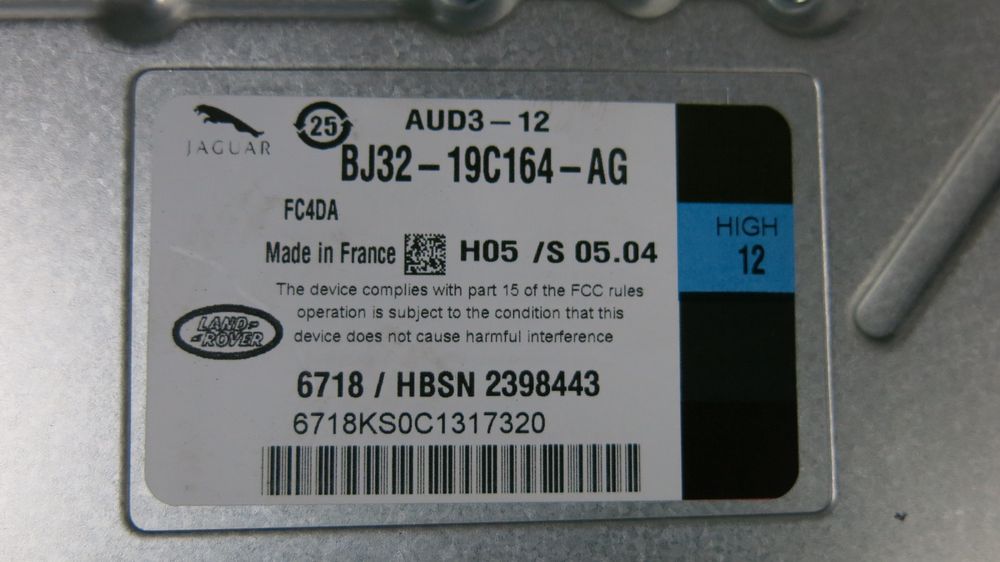 JAGUAR
25
AUD3-12
BJ32-19C164-AG
FC4DA
Made in France H05 /S 05.04
HIGH
12
The device complies with part 15 of the FCC rules
operation is subject to the condition that this
device does not cause harmful interference
LAND-
-ROVER
6718 / HBSN 2398443
6718KS0C1317320